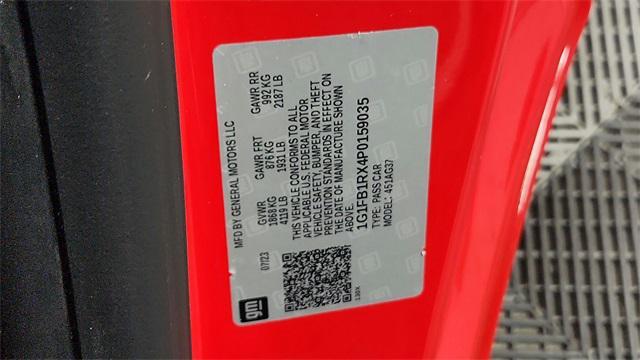 gm
MFD BY GENERAL MOTORS LLC
07/23 GVWR GAWR FRT GAWR RR
1868 KG 876 KG 992 KG
4119 LB 1931 LB 2187 LB
THIS VEHICLE CONFORMS TO ALL
APPLICABLE U.S. FEDERAL MOTOR
VEHICLE SAFETY, BUMPER, AND THEFT
PREVENTION STANDARDS IN EFFECT ON
THE DATE OF MANUFACTURE SHOWN
ABOVE.
1G1FB1RX4P0159035
TYPE: PASS CAR
MODEL: 451AG37